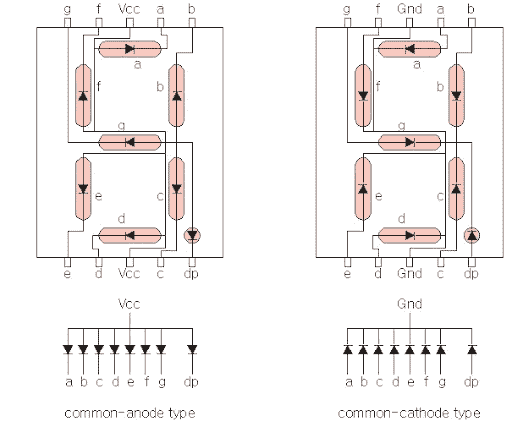 g f Vcc a b
a
f b
g
e c
d
e d Vcc c dp
Vcc
a b c d e f g dp
common-anode type
g f Gnd a b
a
f b
g
e c
d
e d Gnd c dp
Gnd
a b c d e f g dp
common-cathode type